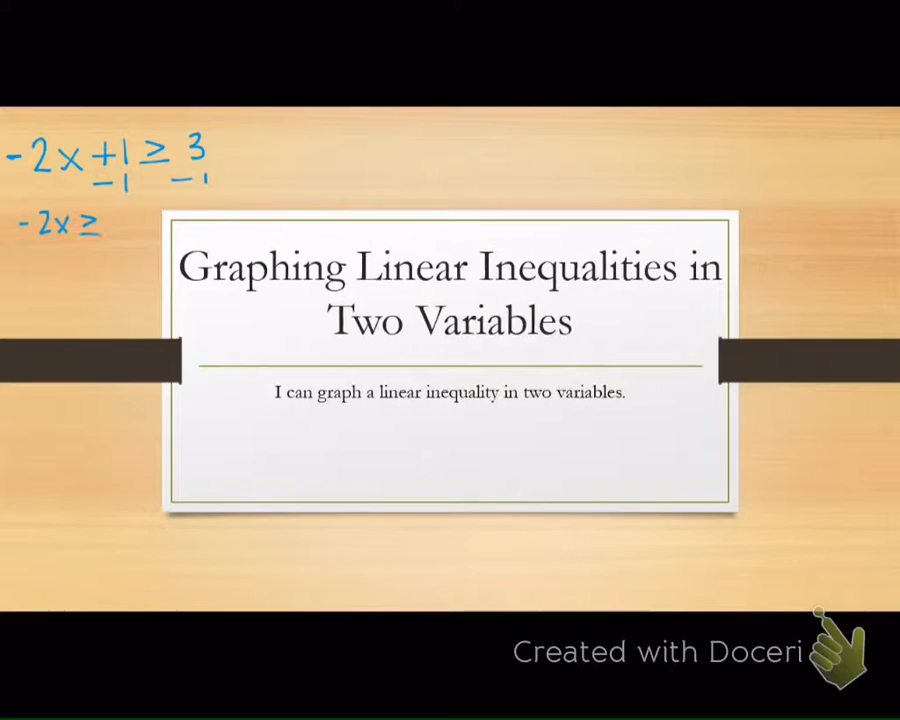 -2x +1 ≥ 3
-1 -1
-2x ≥
Graphing Linear Inequalities in
Two Variables
I can graph a linear inequality in two variables.
Created with Doceri